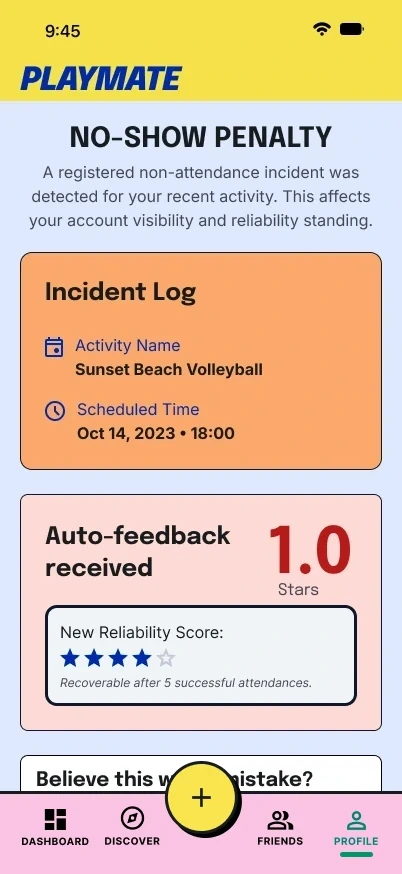 9:45
PLAYMATE
NO-SHOW PENALTY
A registered non-attendance incident was
detected for your recent activity. This affects
your account visibility and reliability standing.
Incident Log
Activity Name
Sunset Beach Volleyball
Scheduled Time
Oct 14, 2023 • 18:00
Auto-feedback
received
1.0
Stars
New Reliability Score:
Recoverable after 5 successful attendances.
Believe this mistake?
+
DASHBOARD DISCOVER FRIENDS PROFILE